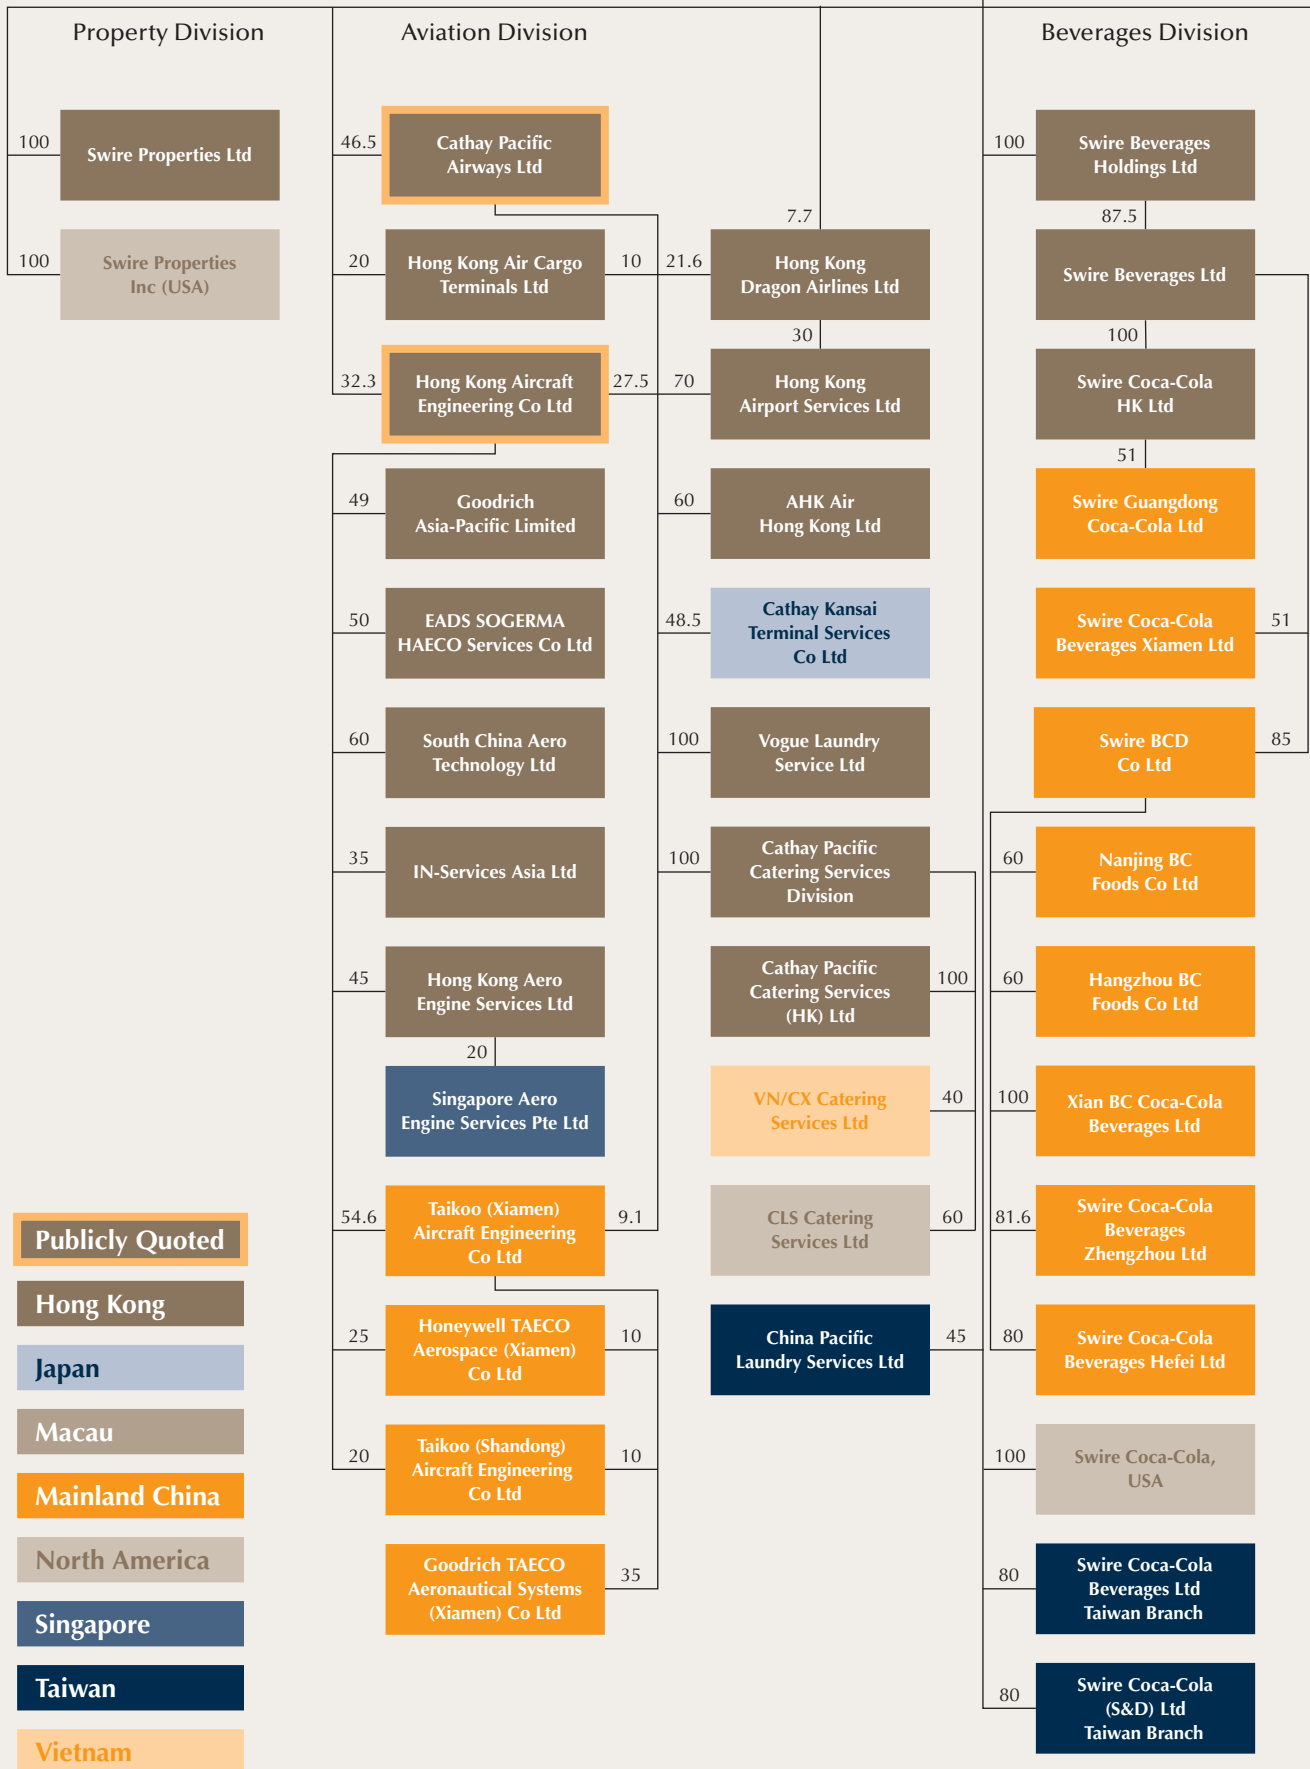 Property Division
Aviation Division
Beverages Division
100
Swire Properties Ltd
100
Swire Properties
Inc (USA)
46.5
Cathay Pacific
Airways Ltd
20
Hong Kong Air Cargo
Terminals Ltd
10
32.3
Hong Kong Aircraft
Engineering Co Ltd
27.5
49
Goodrich
Asia-Pacific Limited
50
EADS SOGERMA
HAECO Services Co Ltd
60
South China Aero
Technology Ltd
35
IN-Services Asia Ltd
45
Hong Kong Aero
Engine Services Ltd
20
Singapore Aero
Engine Services Pte Ltd
54.6
Taikoo (Xiamen)
Aircraft Engineering
Co Ltd
9.1
25
Honeywell TAECO
Aerospace (Xiamen)
Co Ltd
10
20
Taikoo (Shandong)
Aircraft Engineering
Co Ltd
10
Goodrich TAECO
Aeronautical Systems
(Xiamen) Co Ltd
35
7.7
21.6
Hong Kong
Dragon Airlines Ltd
30
70
Hong Kong
Airport Services Ltd
60
AHK Air
Hong Kong Ltd
48.5
Cathay Kansai
Terminal Services
Co Ltd
100
Vogue Laundry
Service Ltd
100
Cathay Pacific
Catering Services
Division
Cathay Pacific
Catering Services
(HK) Ltd
100
VN/CX Catering
Services Ltd
40
CLS Catering
Services Ltd
60
China Pacific
Laundry Services Ltd
45
100
Swire Beverages
Holdings Ltd
87.5
Swire Beverages Ltd
100
Swire Coca-Cola
HK Ltd
51
Swire Guangdong
Coca-Cola Ltd
Swire Coca-Cola
Beverages Xiamen Ltd
51
Swire BCD
Co Ltd
85
60
Nanjing BC
Foods Co Ltd
60
Hangzhou BC
Foods Co Ltd
100
Xian BC Coca-Cola
Beverages Ltd
81.6
Swire Coca-Cola
Beverages
Zhengzhou Ltd
80
Swire Coca-Cola
Beverages Hefei Ltd
100
Swire Coca-Cola,
USA
80
Swire Coca-Cola
Beverages Ltd
Taiwan Branch
80
Swire Coca-Cola
(S&D) Ltd
Taiwan Branch
Publicly Quoted
Hong Kong
Japan
Macau
Mainland China
North America
Singapore
Taiwan
Vietnam